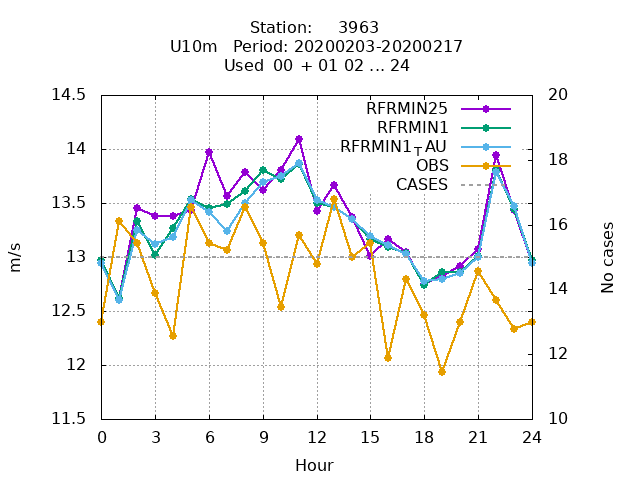 Station: 3963
U10m Period: 20200203-20200217
Used 00 + 01 02 ... 24
14.5
14
13.5
13
12.5
12
11.5
m/s
RFRMIN25
RFRMIN1
RFRMIN1TAU
OBS
CASES
20
18
16
14
12
10
No cases
0 3 6 9 12 15 18 21 24
Hour